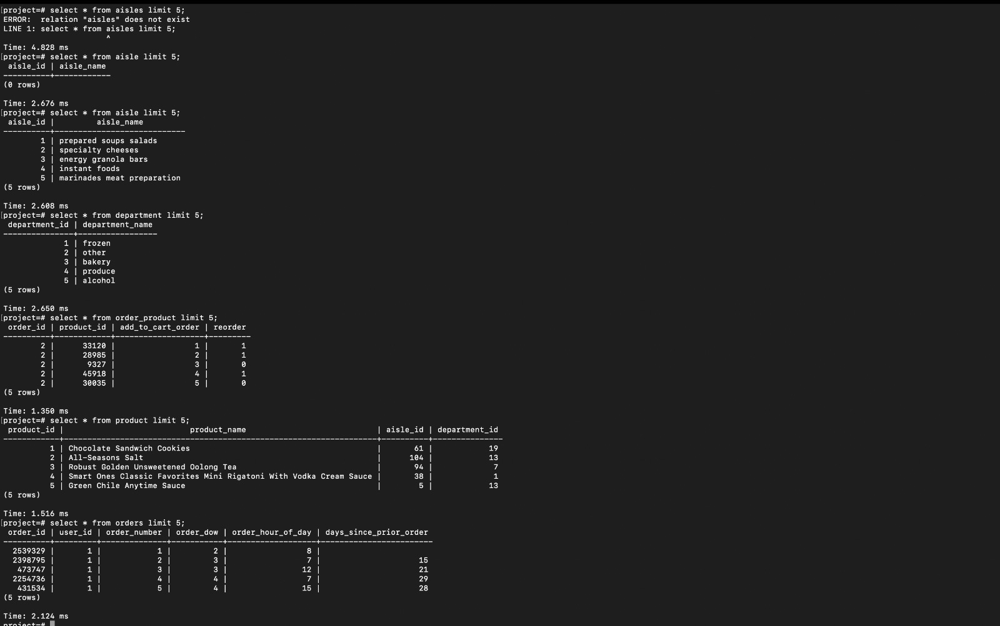 [project=# select * from aisles limit 5;
ERROR:  relation "aisles" does not exist
LINE 1: select * from aisles limit 5;
                      ^
Time: 4.828 ms
[project=# select * from aisle limit 5;
 aisle_id | aisle_name
----------+------------
(0 rows)

Time: 2.676 ms
[project=# select * from aisle limit 5;
 aisle_id |         aisle_name
----------+----------------------------
        1 | prepared soups salads
        2 | specialty cheeses
        3 | energy granola bars
        4 | instant foods
        5 | marinades meat preparation
(5 rows)

Time: 2.608 ms
[project=# select * from department limit 5;
 department_id | department_name
---------------+-----------------
             1 | frozen
             2 | other
             3 | bakery
             4 | produce
             5 | alcohol
(5 rows)

Time: 2.650 ms
[project=# select * from order_product limit 5;
 order_id | product_id | add_to_cart_order | reorder
----------+------------+-------------------+---------
        2 |      33120 |                 1 |       1
        2 |      28985 |                 2 |       1
        2 |       9327 |                 3 |       0
        2 |      45918 |                 4 |       1
        2 |      30035 |                 5 |       0
(5 rows)

Time: 1.350 ms
[project=# select * from product limit 5;
 product_id |                           product_name                            | aisle_id | department_id
------------+-------------------------------------------------------------------+----------+---------------
          1 | Chocolate Sandwich Cookies                                        |       61 |            19
          2 | All-Seasons Salt                                                  |      104 |            13
          3 | Robust Golden Unsweetened Oolong Tea                              |       94 |             7
          4 | Smart Ones Classic Favorites Mini Rigatoni With Vodka Cream Sauce |       38 |             1
          5 | Green Chile Anytime Sauce                                         |        5 |            13
(5 rows)

Time: 1.516 ms
[project=# select * from orders limit 5;
 order_id | user_id | order_number | order_dow | order_hour_of_day | days_since_prior_order
----------+---------+--------------+-----------+-------------------+------------------------
  2539329 |       1 |            1 |         2 |                 8 |
  2398795 |       1 |            2 |         3 |                 7 |                     15
   473747 |       1 |            3 |         3 |                12 |                     21
  2254736 |       1 |            4 |         4 |                 7 |                     29
   431534 |       1 |            5 |         4 |                15 |                     28
(5 rows)

Time: 2.124 ms
project=#